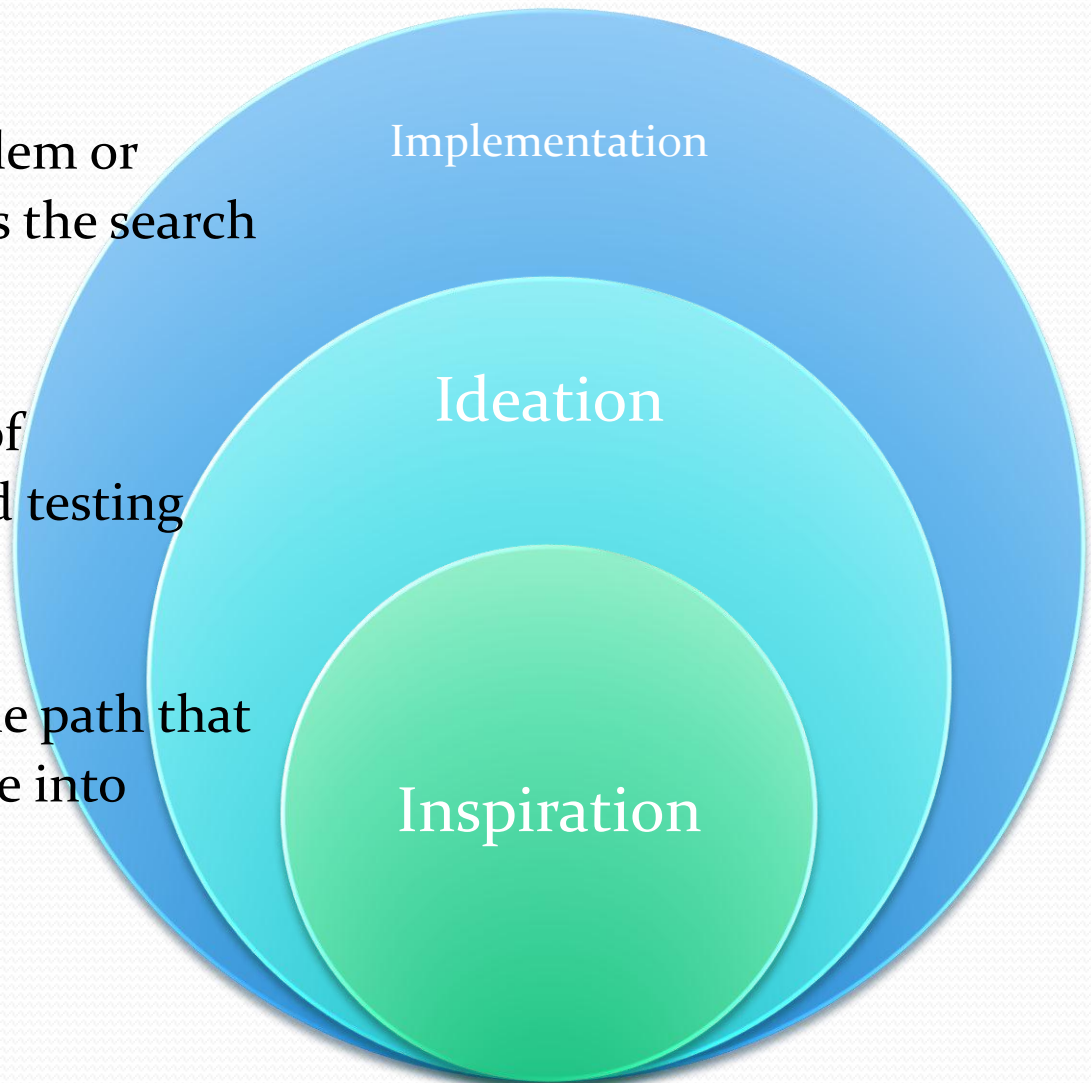 lem or
s the search
of
d testing
e path that
e into
Implementation
Ideation
Inspiration